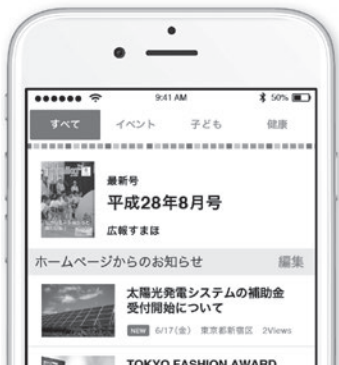 9:41 AM 50%
すべて イベント 子ども 健康
最新号
平成28年8月号
広報すまほ
ホームページからのお知らせ 編集
太陽光発電システムの補助金
受付開始について
NEW 6/17(金) 東京都新宿区 2Views
TOKYO FASHION AWARD